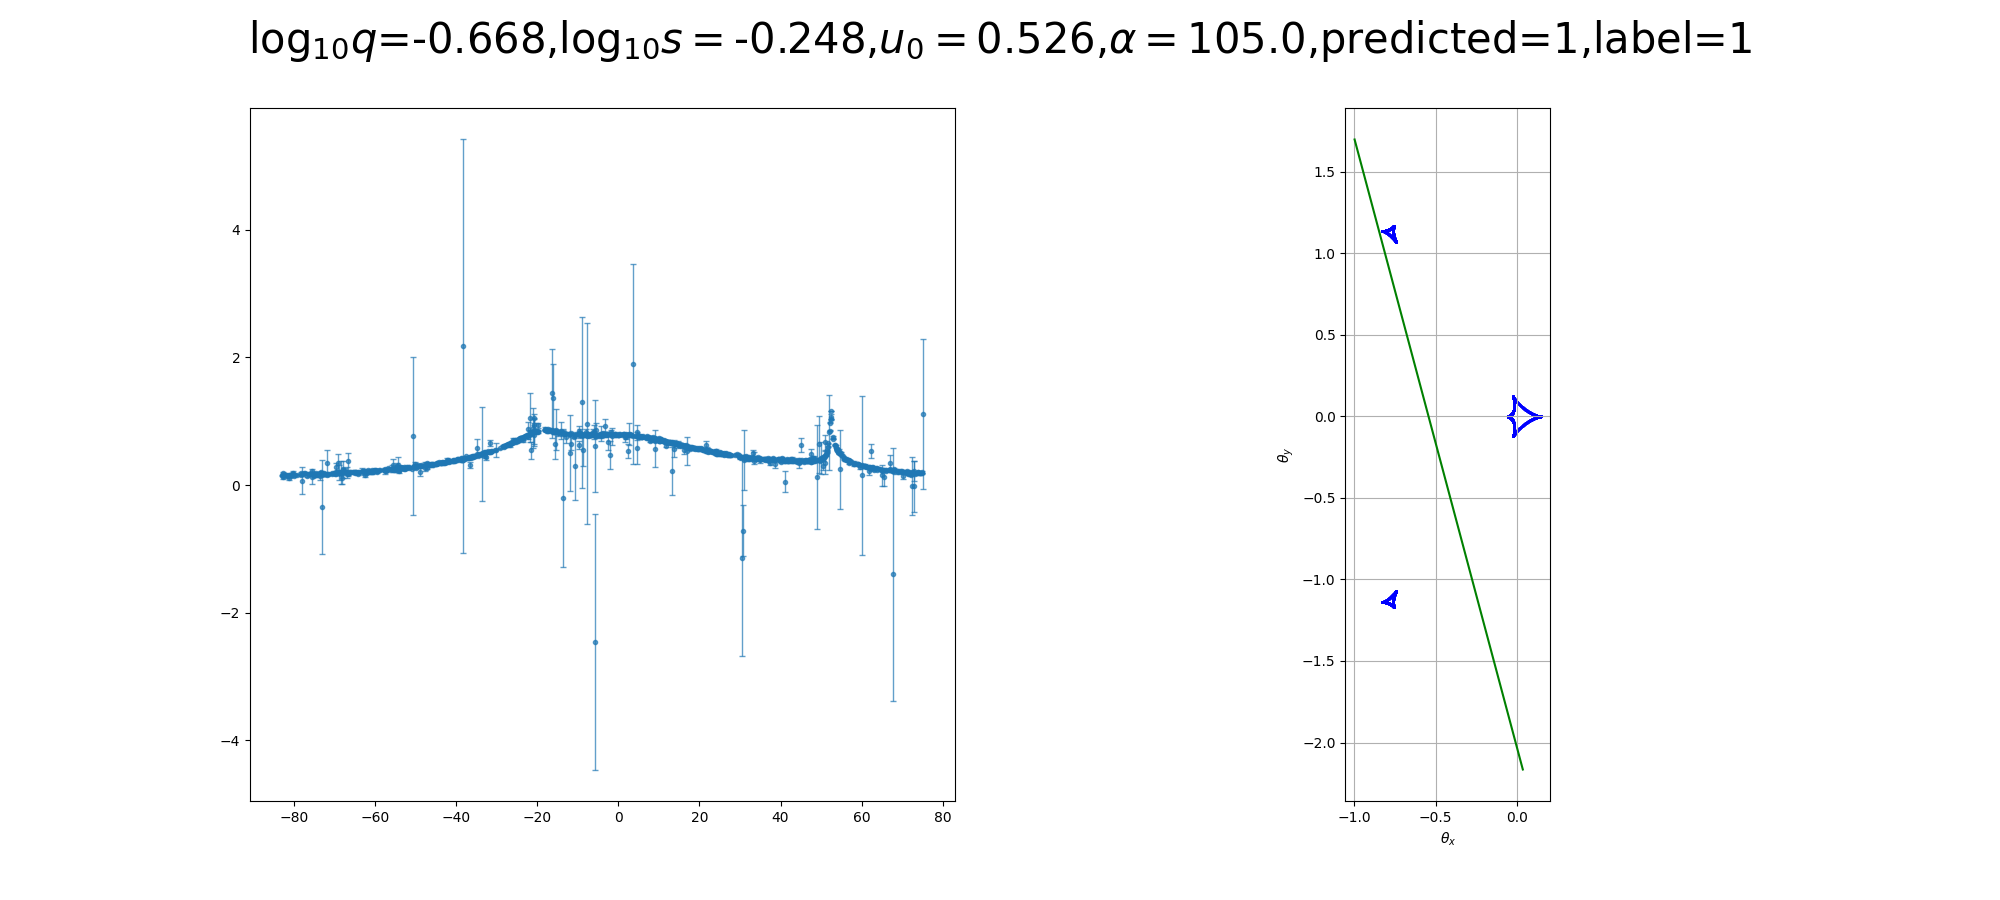 log₁₀q=-0.668,log₁₀s = -0.248,u₀ = 0.526,α = 105.0,predicted=1,label=1
4
2
0
−2
−4
−80 −60 −40 −20 0 20 40 60 80
1.5
1.0
0.5
0.0
−0.5
−1.0
−1.5
−2.0
θy
−1.0 −0.5 0.0
θx